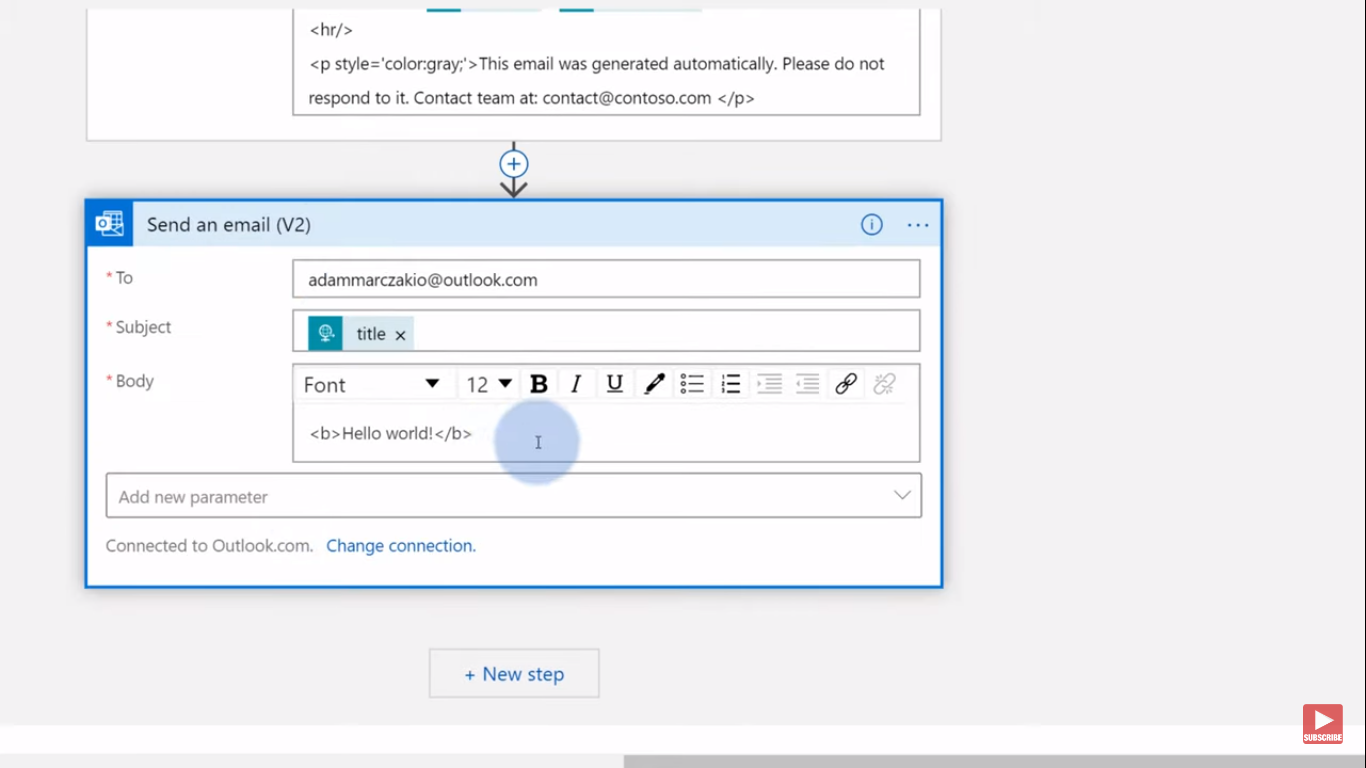 <hr/>
<p style='color:gray;'>This email was generated automatically. Please do not
respond to it. Contact team at: contact@contoso.com </p>
Send an email (V2)
* To
adammarczakio@outlook.com
* Subject
title ×
* Body
Font 12 B I U
<b>Hello world!</b>
Add new parameter
Connected to Outlook.com. Change connection.
+ New step
SUBSCRIBE